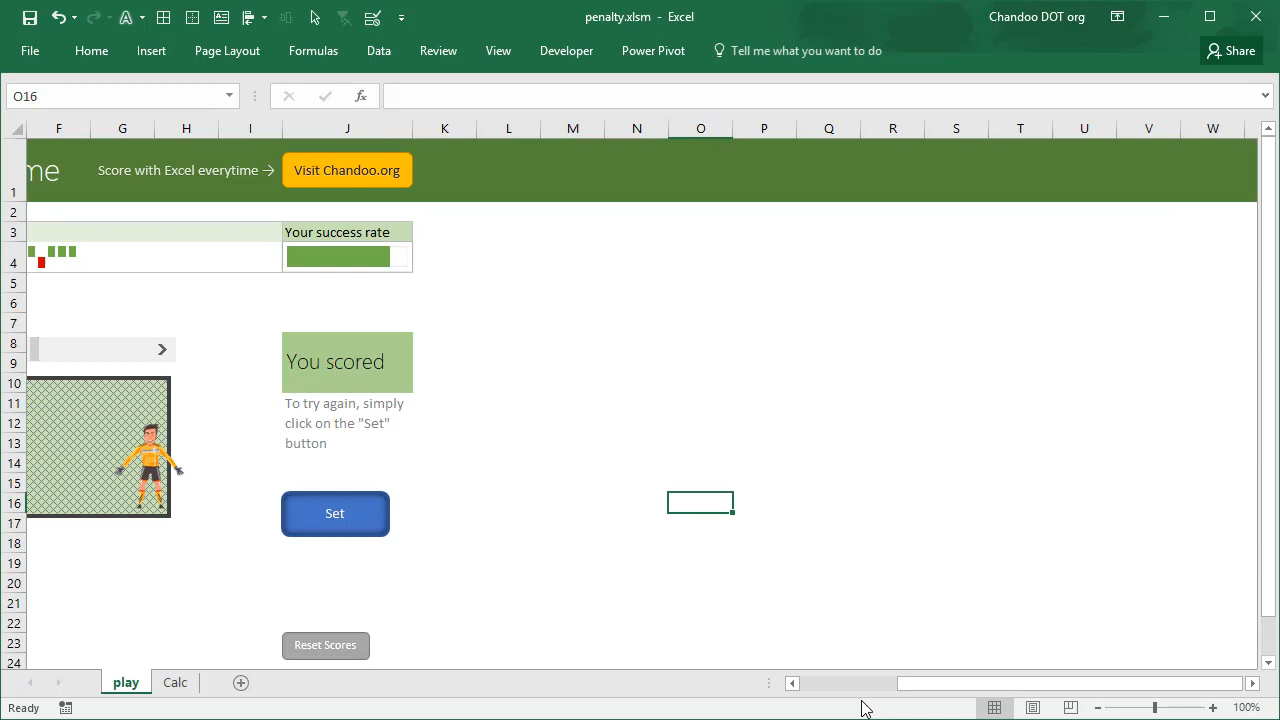 penalty.xlsm - Excel
Chandoo DOT org
File Home Insert Page Layout Formulas Data Review View Developer Power Pivot Tell me what you want to do Share
O16 fx
F G H I J K L M N O P Q R S T U V W
1
me Score with Excel everytime → Visit Chandoo.org
2
3 Your success rate
4
5
6
7
8
9 You scored
10
11 To try again, simply
12 click on the "Set"
13 button
14
15
16 Set
17
18
19
20
21
22
23 Reset Scores
24
play Calc
Ready 100%